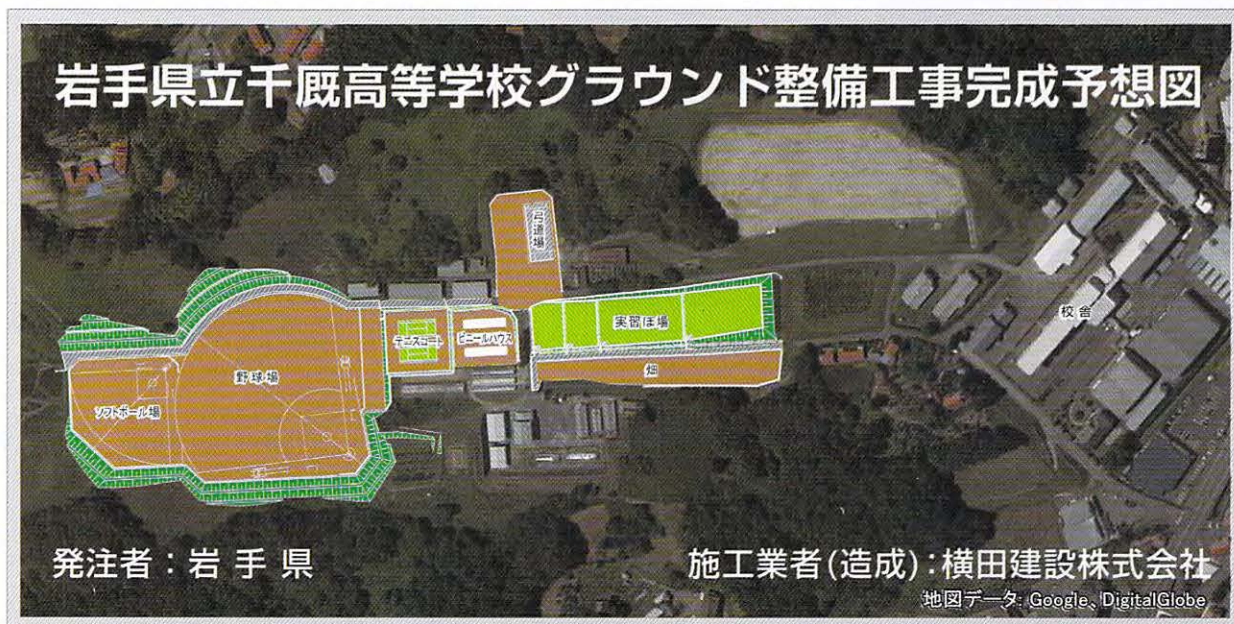 岩手県立千厩高等学校グラウンド整備工事完成予想図
弓道場
実習ほ場
校舎
テニスコート
ビニールハウス
畑
野球場
ソフトボール場
発注者：岩手県
施工業者(造成)：横田建設株式会社
地図データ: Google、DigitalGlobe